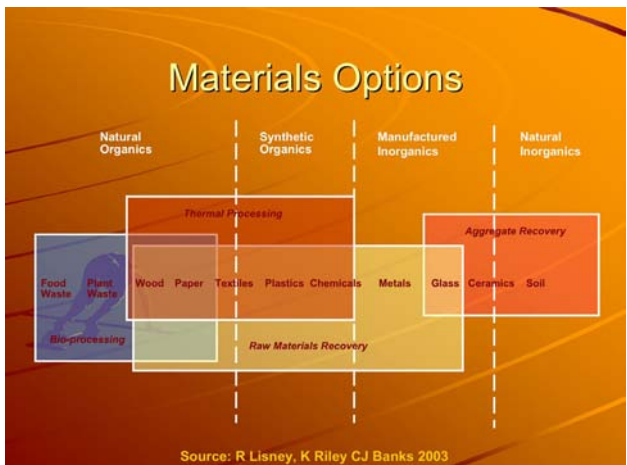 Materials Options
Natural
Organics
Synthetic
Organics
Manufactured
Inorganics
Natural
Inorganics
Thermal Processing
Aggregate Recovery
Food
Waste
Plant
Waste
Wood
Paper
Textiles
Plastics
Chemicals
Metals
Glass
Ceramics
Soil
Bio-processing
Raw Materials Recovery
Source: R Lisney, K Riley CJ Banks 2003